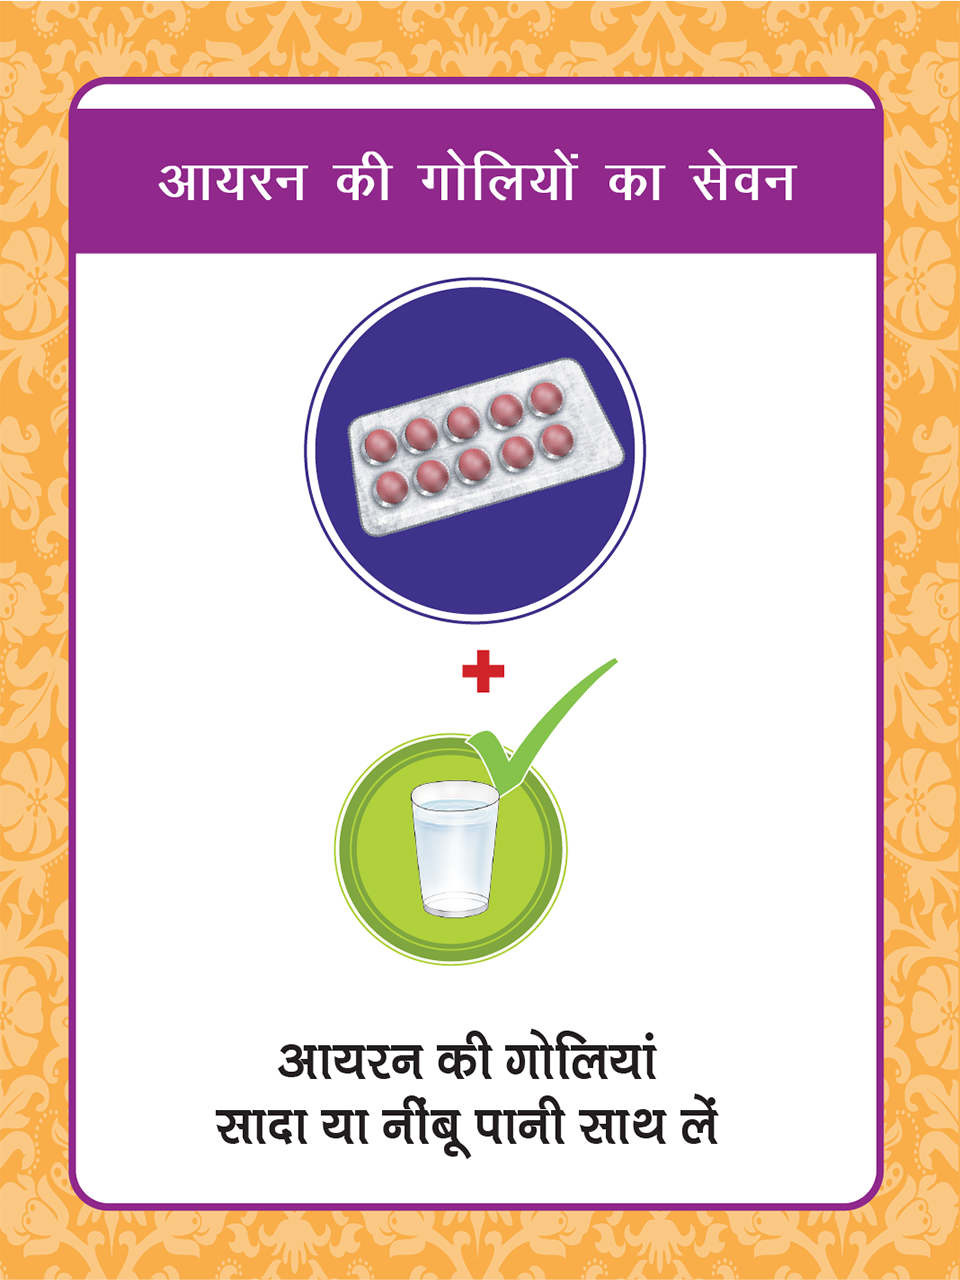 आयरन की गोलियों का सेवन
आयरन की गोलियां
सादा या नींबू पानी साथ लें